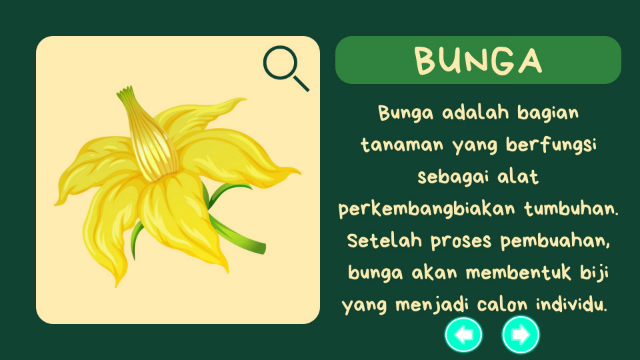 BUNGA
Bunga adalah bagian
tanaman yang berfungsi
sebagai alat
perkembangbiakan tumbuhan.
Setelah proses pembuahan,
bunga akan membentuk biji
yang menjadi calon individu.